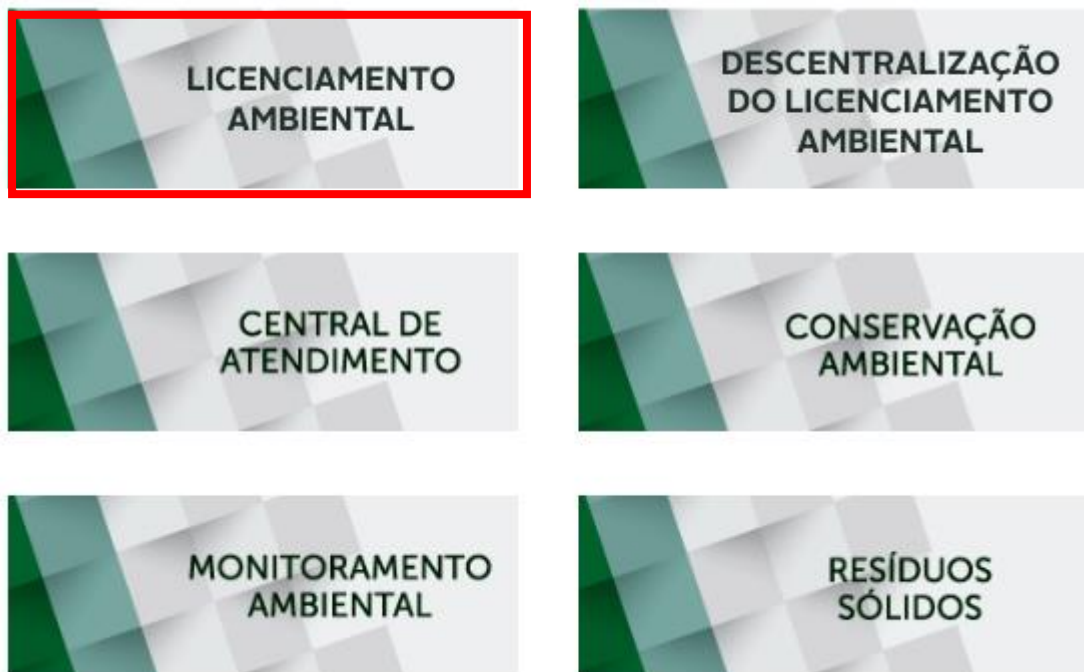 LICENCIAMENTO
AMBIENTAL
DESCENTRALIZAÇÃO
DO LICENCIAMENTO
AMBIENTAL
CENTRAL DE
ATENDIMENTO
CONSERVAÇÃO
AMBIENTAL
MONITORAMENTO
AMBIENTAL
RESÍDUOS
SÓLIDOS